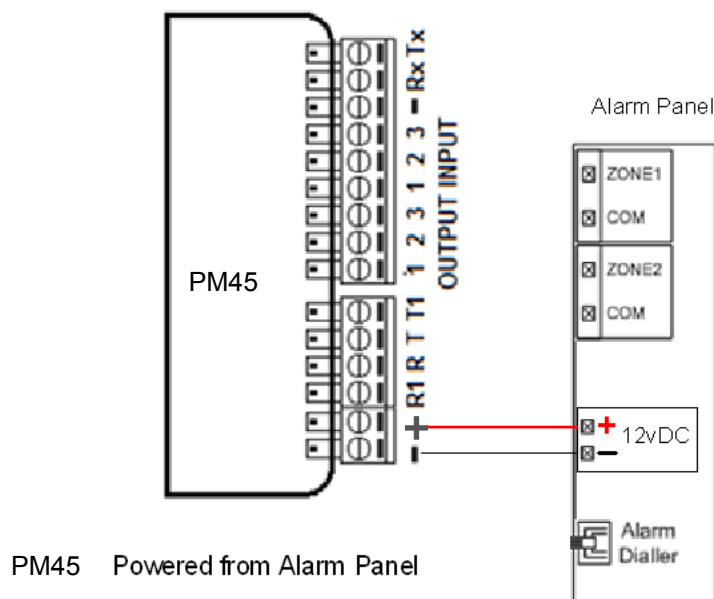 Tx
Rx
-
3
2
1
3
2
1
OUTPUT INPUT
T1
T
R
R1
+
-
PM45
Alarm Panel
ZONE1
COM
ZONE2
COM
+ 12vDC
-
Alarm
Dialler
PM45 Powered from Alarm Panel